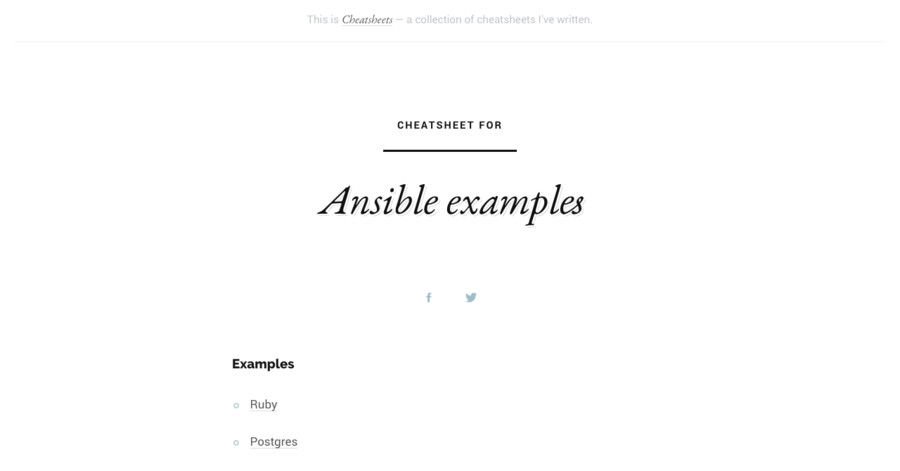 This is Cheatsheets — a collection of cheatsheets I've written.
CHEATSHEET FOR
Ansible examples
Examples
Ruby
Postgres